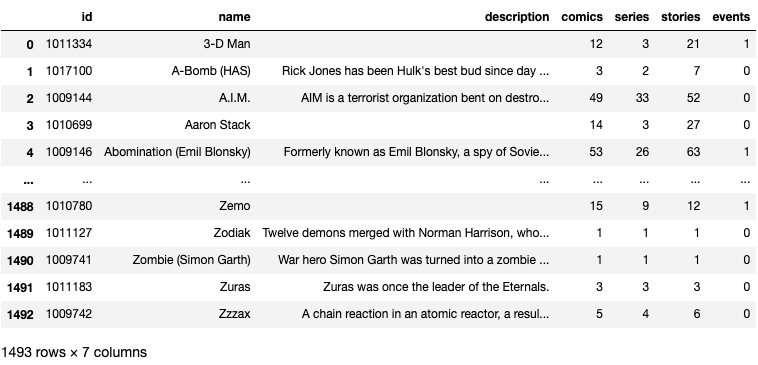 id name description comics series stories events
0 1011334 3-D Man 12 3 21 1
1 1017100 A-Bomb (HAS) Rick Jones has been Hulk's best bud since day ... 3 2 7 0
2 1009144 A.I.M. AIM is a terrorist organization bent on destro... 49 33 52 0
3 1010699 Aaron Stack 14 3 27 0
4 1009146 Abomination (Emil Blonsky) Formerly known as Emil Blonsky, a spy of Sovie... 53 26 63 1
... ... ... ... ... ... ... ...
1488 1010780 Zemo 15 9 12 1
1489 1011127 Zodiak Twelve demons merged with Norman Harrison, who... 1 1 1 0
1490 1009741 Zombie (Simon Garth) War hero Simon Garth was turned into a zombie ... 1 1 1 0
1491 1011183 Zuras Zuras was once the leader of the Eternals. 3 3 3 0
1492 1009742 Zzzax A chain reaction in an atomic reactor, a resul... 5 4 6 0
1493 rows × 7 columns